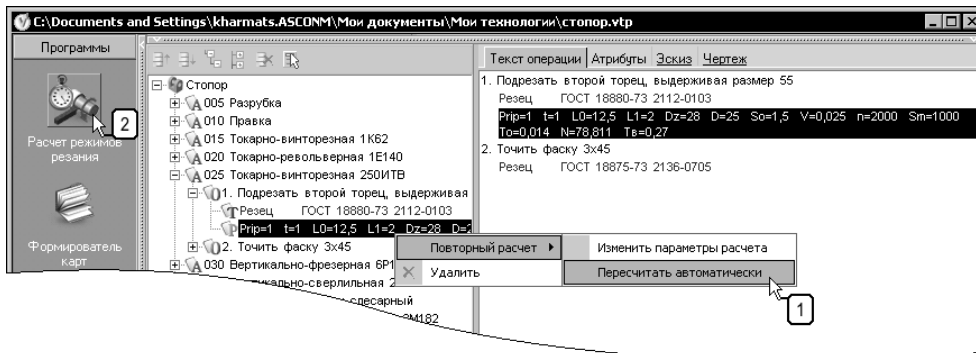 C:\Documents and Settings\kharmats.ASCONM\Мои документы\Мои технологии\стопор.vtp
Программы
Расчет режимов
резания
Формирователь
карт
Стопор
005 Разрубка
010 Правка
015 Токарно-винторезная 1К62
020 Токарно-револьверная 1Е140
025 Токарно-винторезная 250ИТВ
1. Подрезать второй торец, выдерживая
Резец ГОСТ 18880-73 2112-0103
Prip=1 t=1 L0=12,5 L1=2 Dz=28 D=2
2. Точить фаску 3х45
030 Вертикально-фрезерная 6Р1
икально-сверлильная 2
слесарный
3М182
Повторный расчет
Удалить
Изменить параметры расчета
Пересчитать автоматически
Текст операции Атрибуты Эскиз Чертеж
1. Подрезать второй торец, выдерживая размер 55
Резец ГОСТ 18880-73 2112-0103
Prip=1 t=1 L0=12,5 L1=2 Dz=28 D=25 So=1,5 V=0,025 n=2000 Sm=1000
To=0,014 N=78,811 Тв=0,27
2. Точить фаску 3х45
Резец ГОСТ 18875-73 2136-0705
1
2